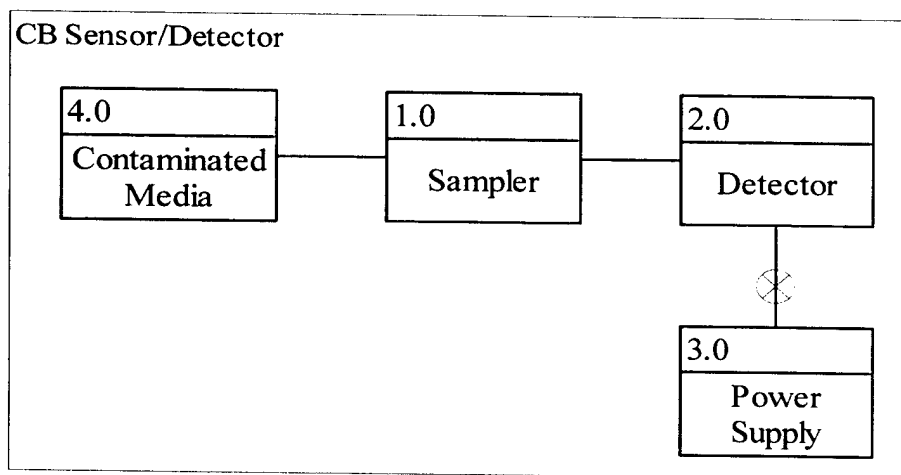 CB Sensor/Detector
4.0
Contaminated
Media
1.0
Sampler
2.0
Detector
3.0
Power
Supply